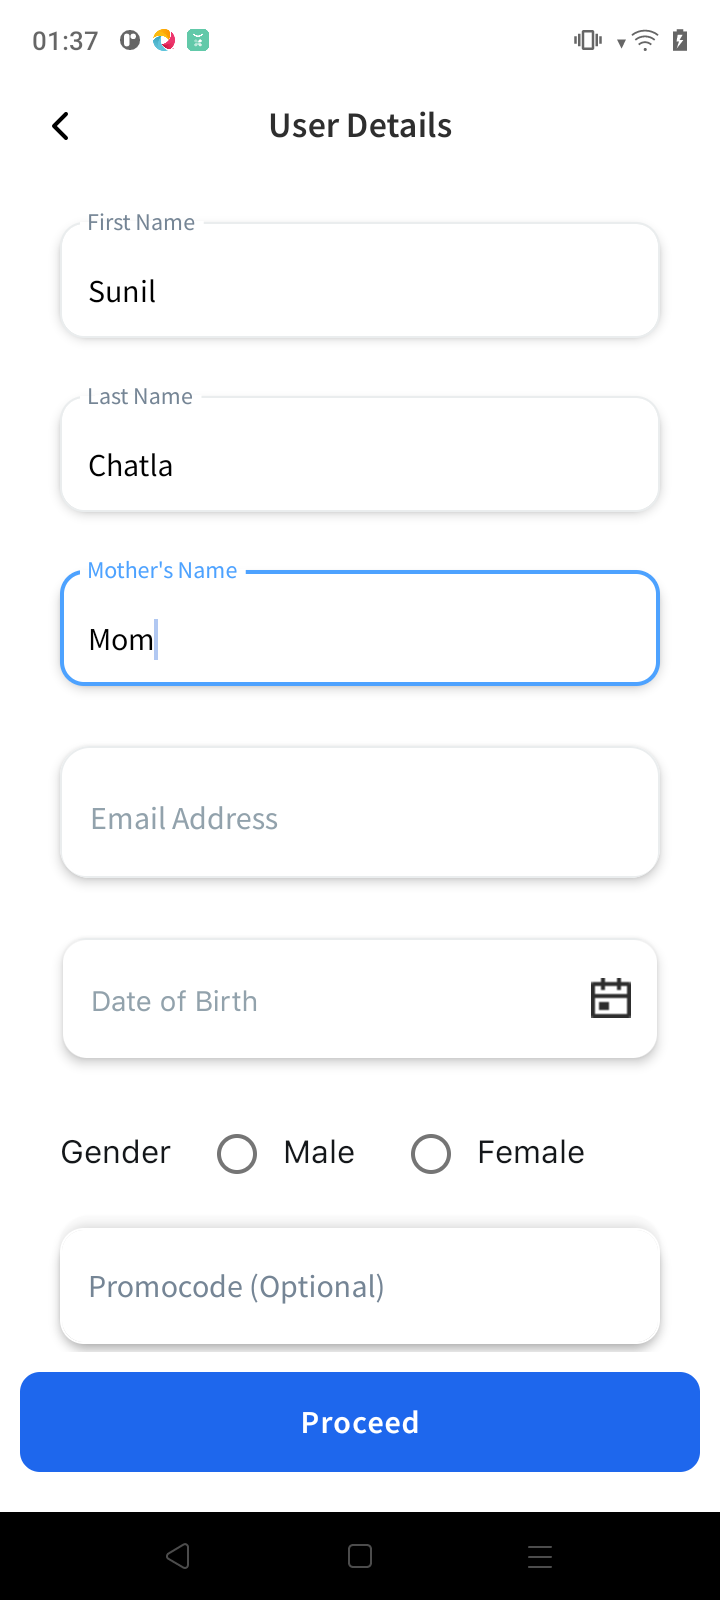 01:37
User Details
First Name
Sunil
Last Name
Chatla
Mother's Name
Mom
Email Address
Date of Birth
Gender Male Female
Promocode (Optional)
Proceed